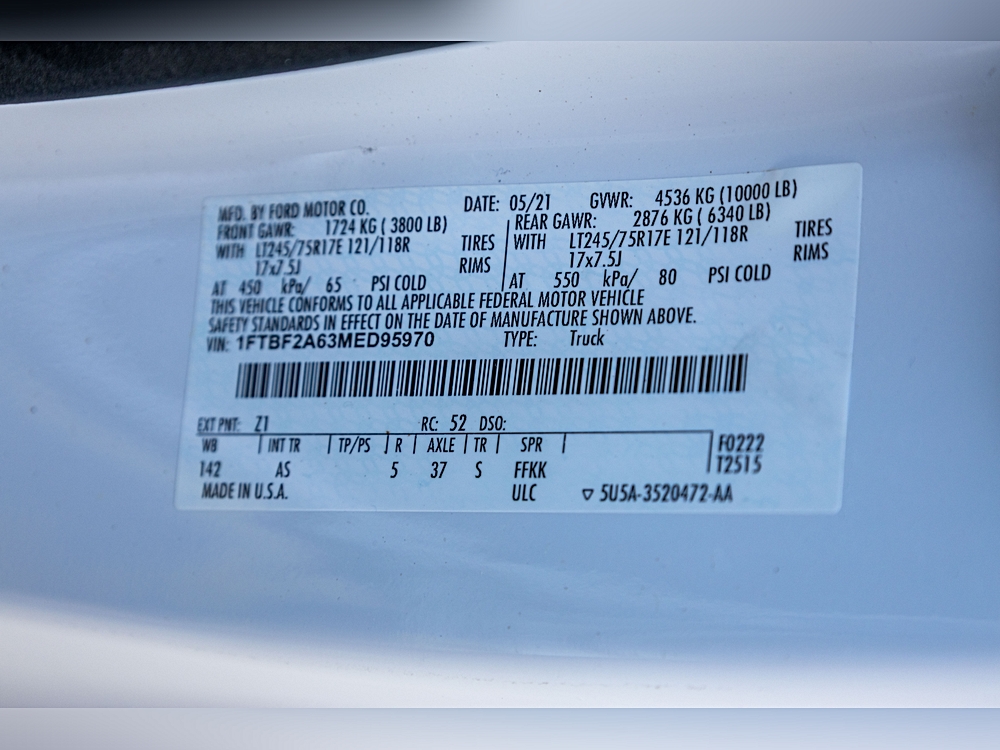 MFD. BY FORD MOTOR CO. DATE: 05/21 GVWR: 4536 KG (10000 LB)
FRONT GAWR: 1724 KG ( 3800 LB) REAR GAWR: 2876 KG ( 6340 LB)
WITH LT245/75R17E 121/118R TIRES WITH LT245/75R17E 121/118R TIRES
17x7.5J RIMS 17x7.5J RIMS
AT 450 kPa/ 65 PSI COLD AT 550 kPa/ 80 PSI COLD
THIS VEHICLE CONFORMS TO ALL APPLICABLE FEDERAL MOTOR VEHICLE
SAFETY STANDARDS IN EFFECT ON THE DATE OF MANUFACTURE SHOWN ABOVE.
VIN: 1FTBF2A63MED95970 TYPE: Truck
EXT PNT: Z1 RC: 52 DSO:
WB INT TR TP/PS R AXLE TR SPR F0222
142 AS 5 37 S FFKK T2515
MADE IN U.S.A. ULC ▽ 5U5A-3520472-AA